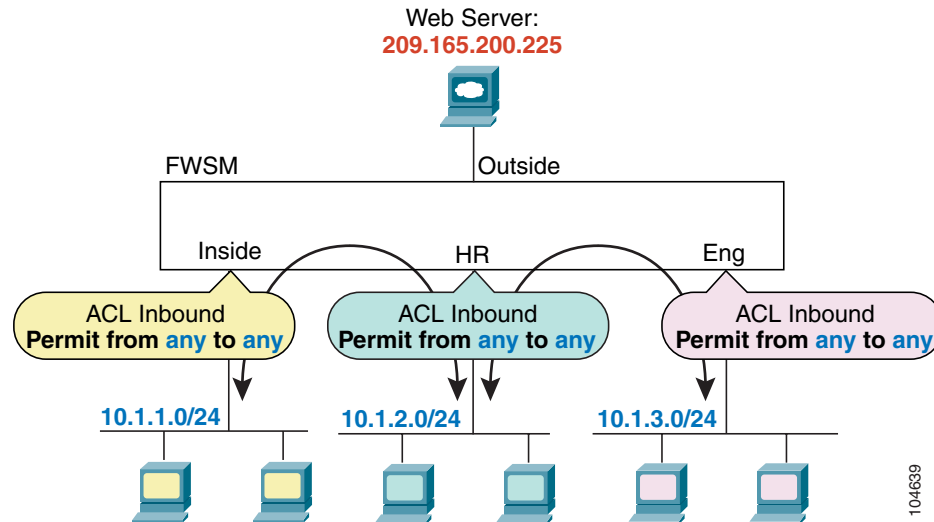 Web Server:
209.165.200.225
FWSM
Outside
Inside
HR
Eng
ACL Inbound
Permit from any to any
ACL Inbound
Permit from any to any
ACL Inbound
Permit from any to any
10.1.1.0/24
10.1.2.0/24
10.1.3.0/24
104639